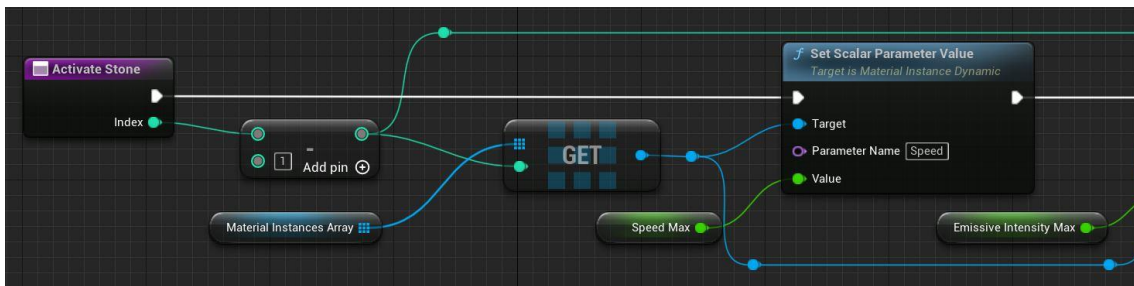 Activate Stone
Index
-
1
Add pin
Material Instances Array
GET
Speed Max
f Set Scalar Parameter Value
Target is Material Instance Dynamic
Target
Parameter Name Speed
Value
Emissive Intensity Max